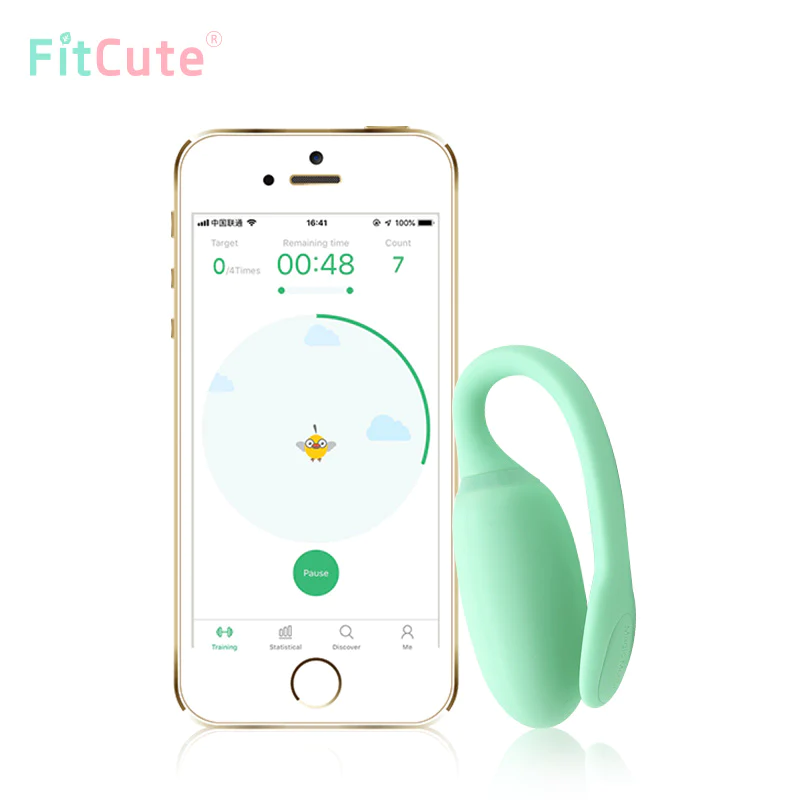 FitCute®
中国联通 16:41 100%
Target Remaining time Count
0/4Times 00:48 7
Pause
Training Statistical Discover Me